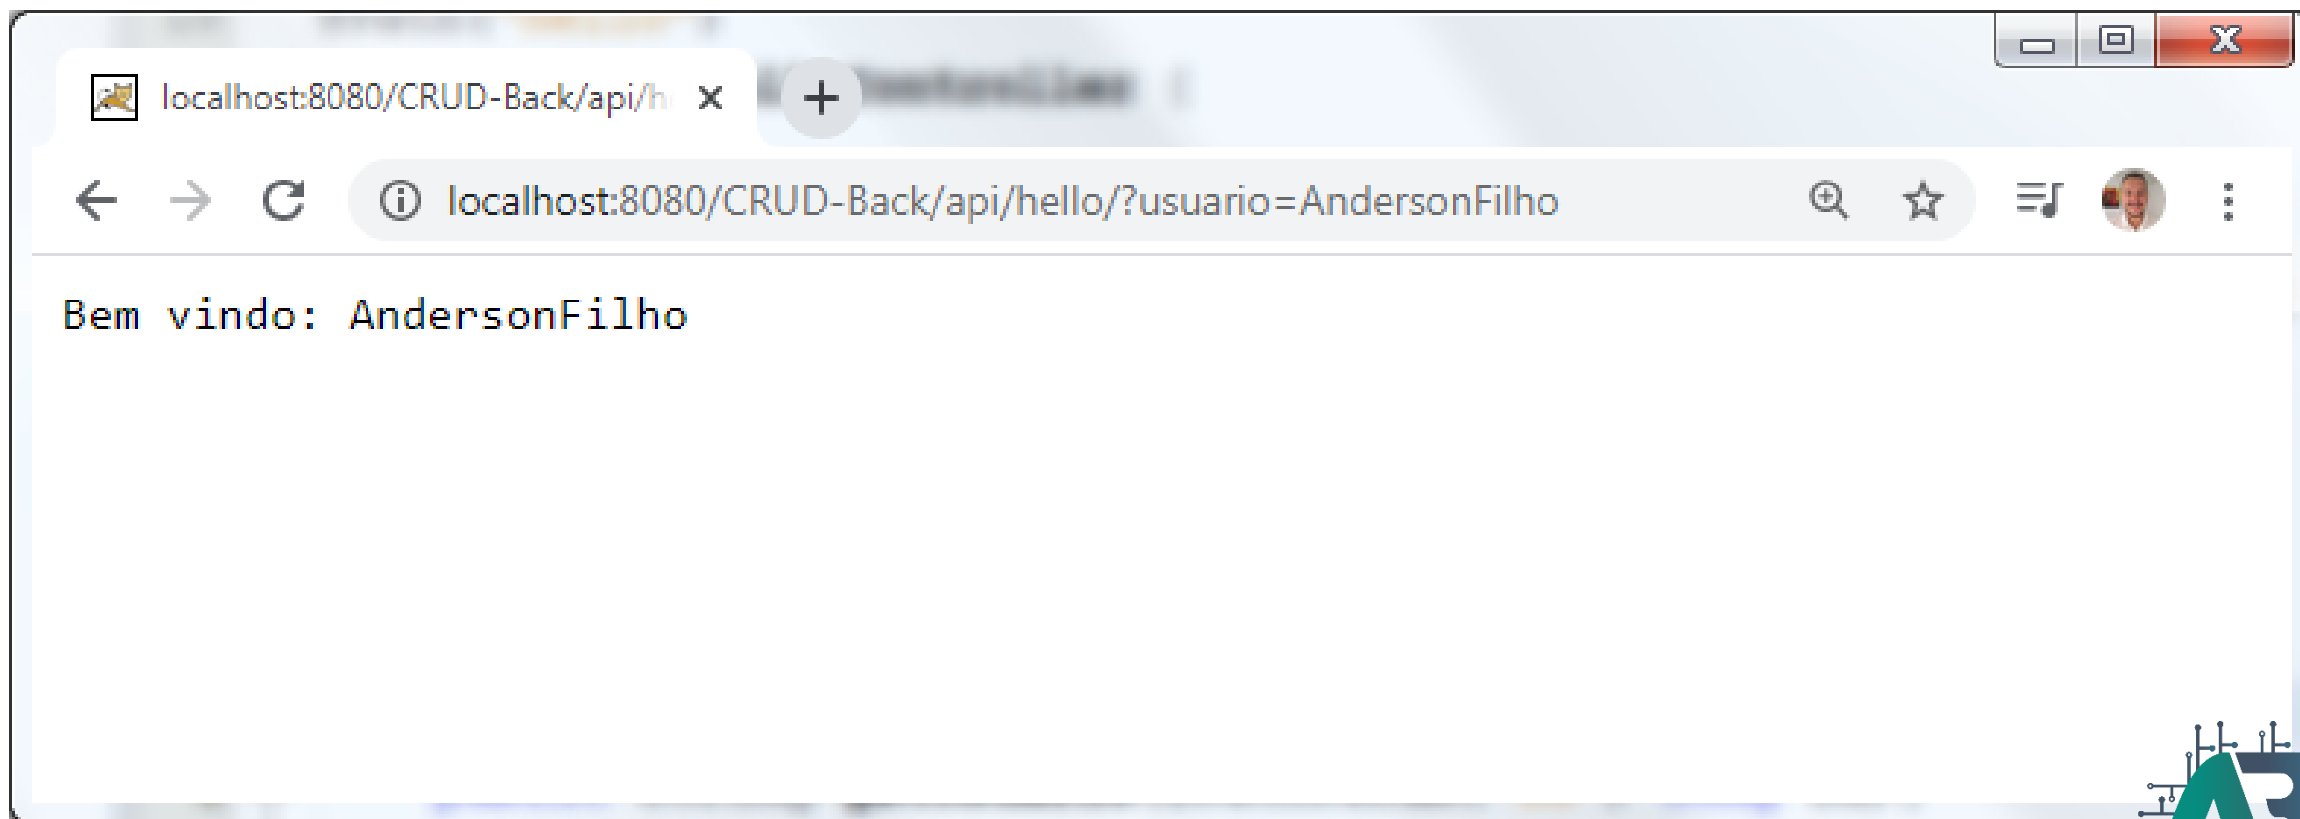 localhost:8080/CRUD-Back/api/h
localhost:8080/CRUD-Back/api/hello/?usuario=AndersonFilho
Bem vindo: AndersonFilho